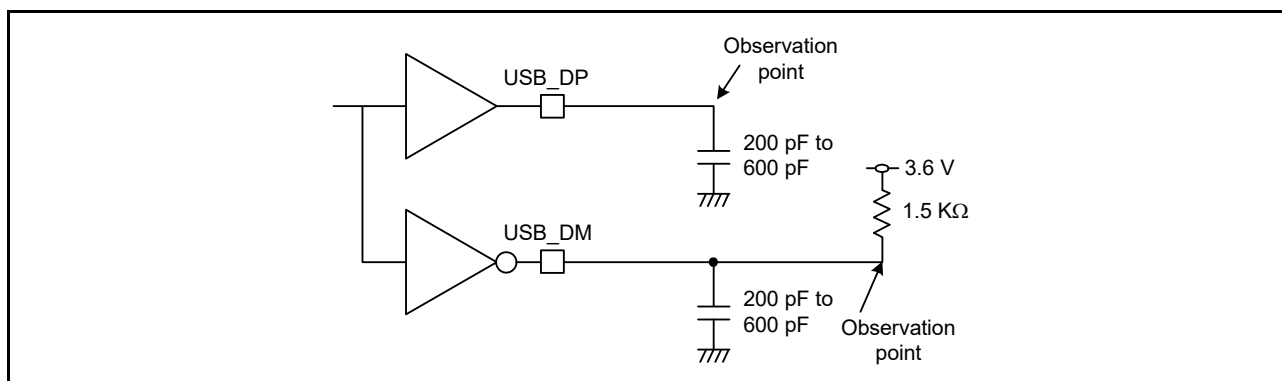 Observation
point
USB_DP
200 pF to
600 pF
3.6 V
1.5 KΩ
USB_DM
200 pF to
600 pF
Observation
point